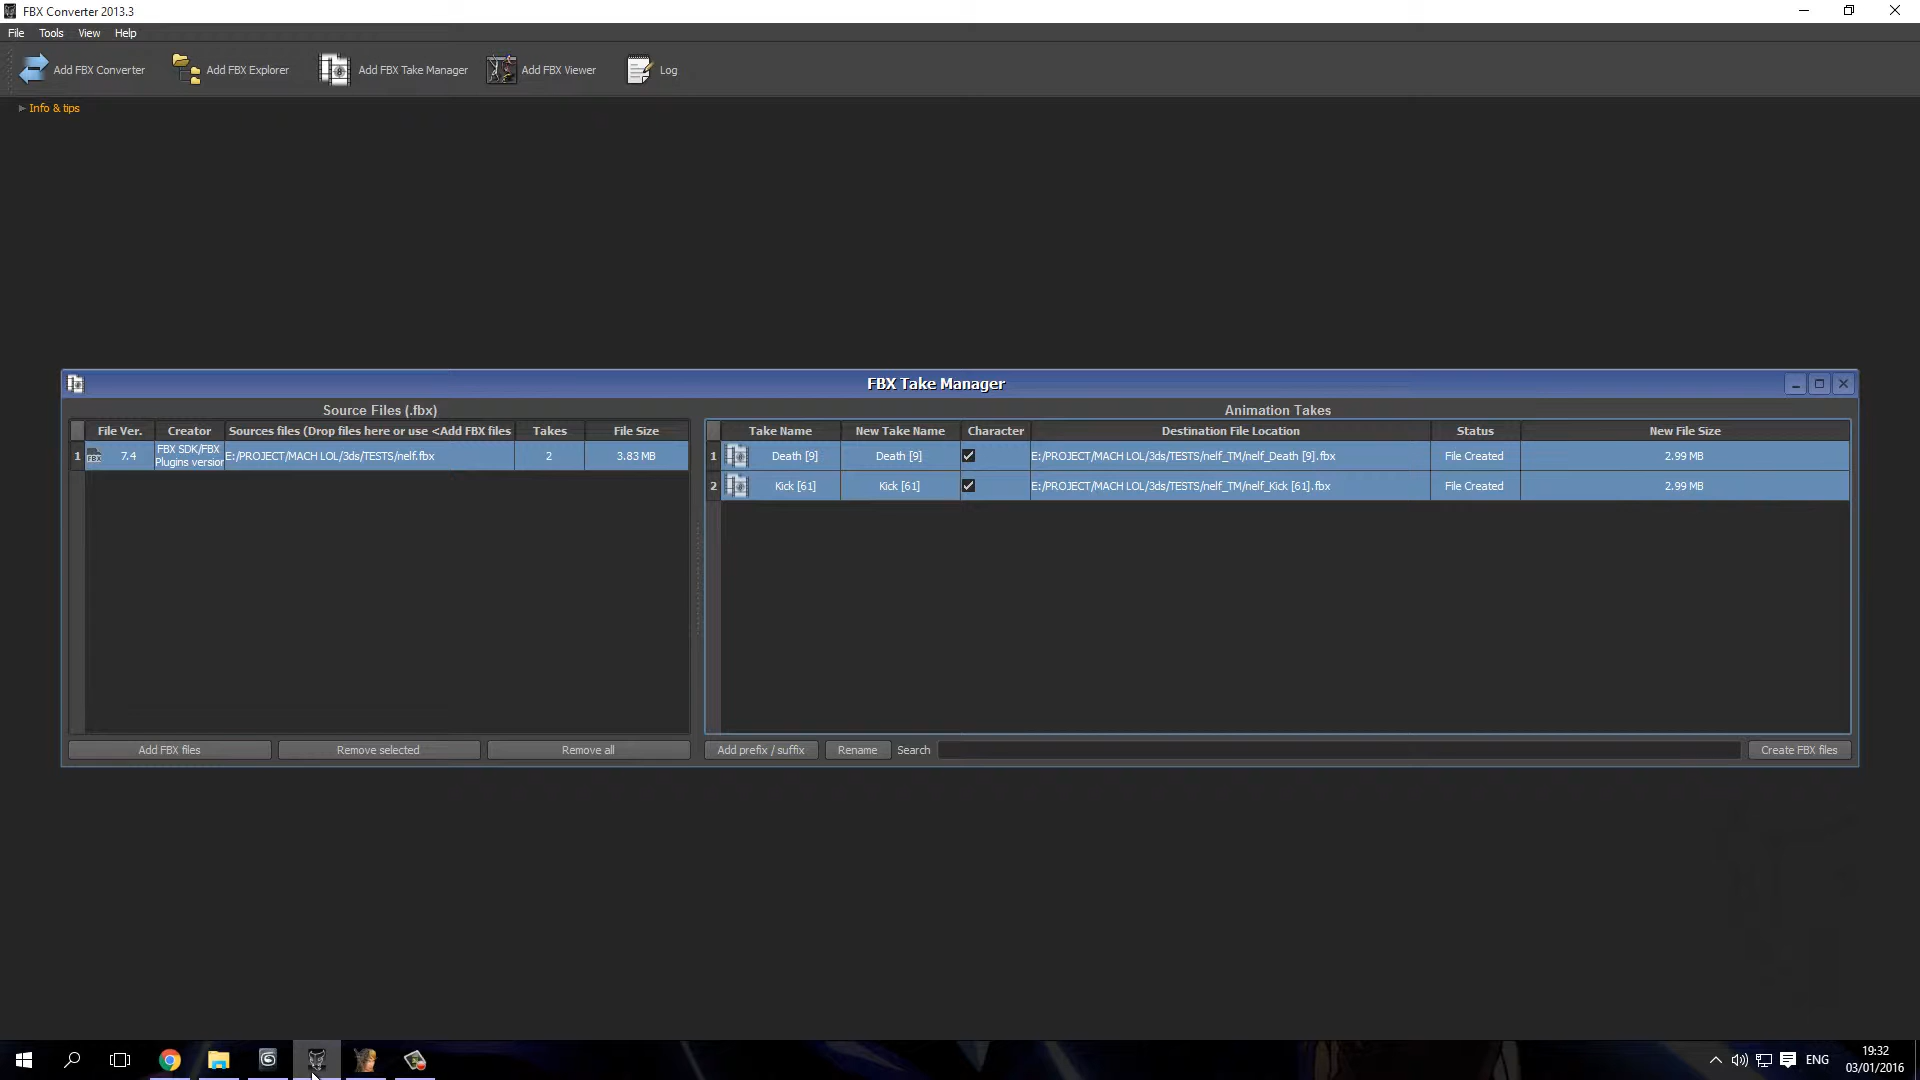 FBX Converter 2013.3
File Tools View Help
Add FBX Converter Add FBX Explorer Add FBX Take Manager Add FBX Viewer Log
Info & tips
FBX Take Manager
Source Files (.fbx)
File Ver. Creator Sources files (Drop files here or use <Add FBX files Takes File Size
1 FBX 7.4 FBX SDK/FBX Plugins version E:/PROJECT/MACH LOL/3ds/TESTS/nelf.fbx 2 3.83 MB
Add FBX files Remove selected Remove all
Animation Takes
Take Name New Take Name Character Destination File Location Status New File Size
1 Death [9] Death [9] E:/PROJECT/MACH LOL/3ds/TESTS/nelf_TM/nelf_Death [9].fbx File Created 2.99 MB
2 Kick [61] Kick [61] E:/PROJECT/MACH LOL/3ds/TESTS/nelf_TM/nelf_Kick [61].fbx File Created 2.99 MB
Add prefix / suffix Rename Search Create FBX files
ENG
19:32
03/01/2016